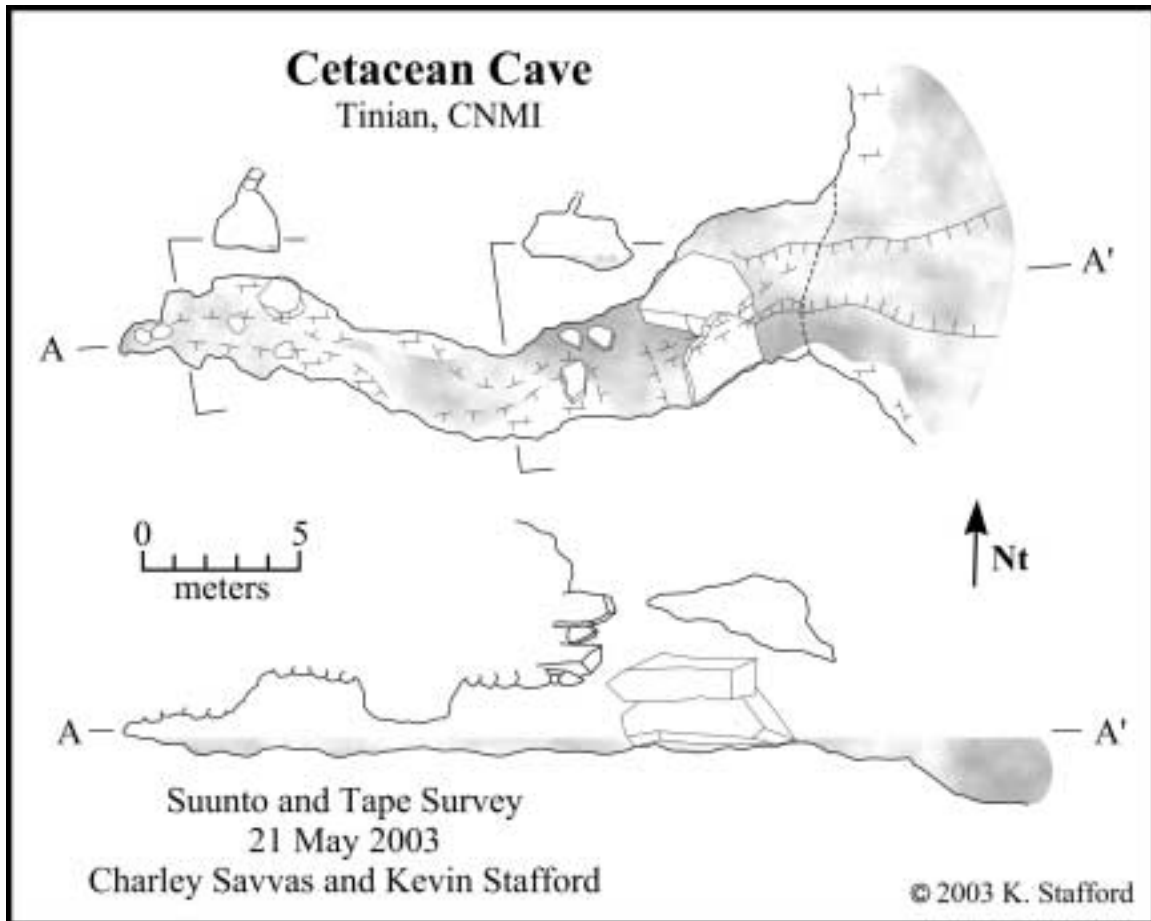 Cetacean Cave
Tinian, CNMI
A
A'
0 5
meters
Nt
A
A'
Suunto and Tape Survey
21 May 2003
Charley Savvas and Kevin Stafford
© 2003 K. Stafford